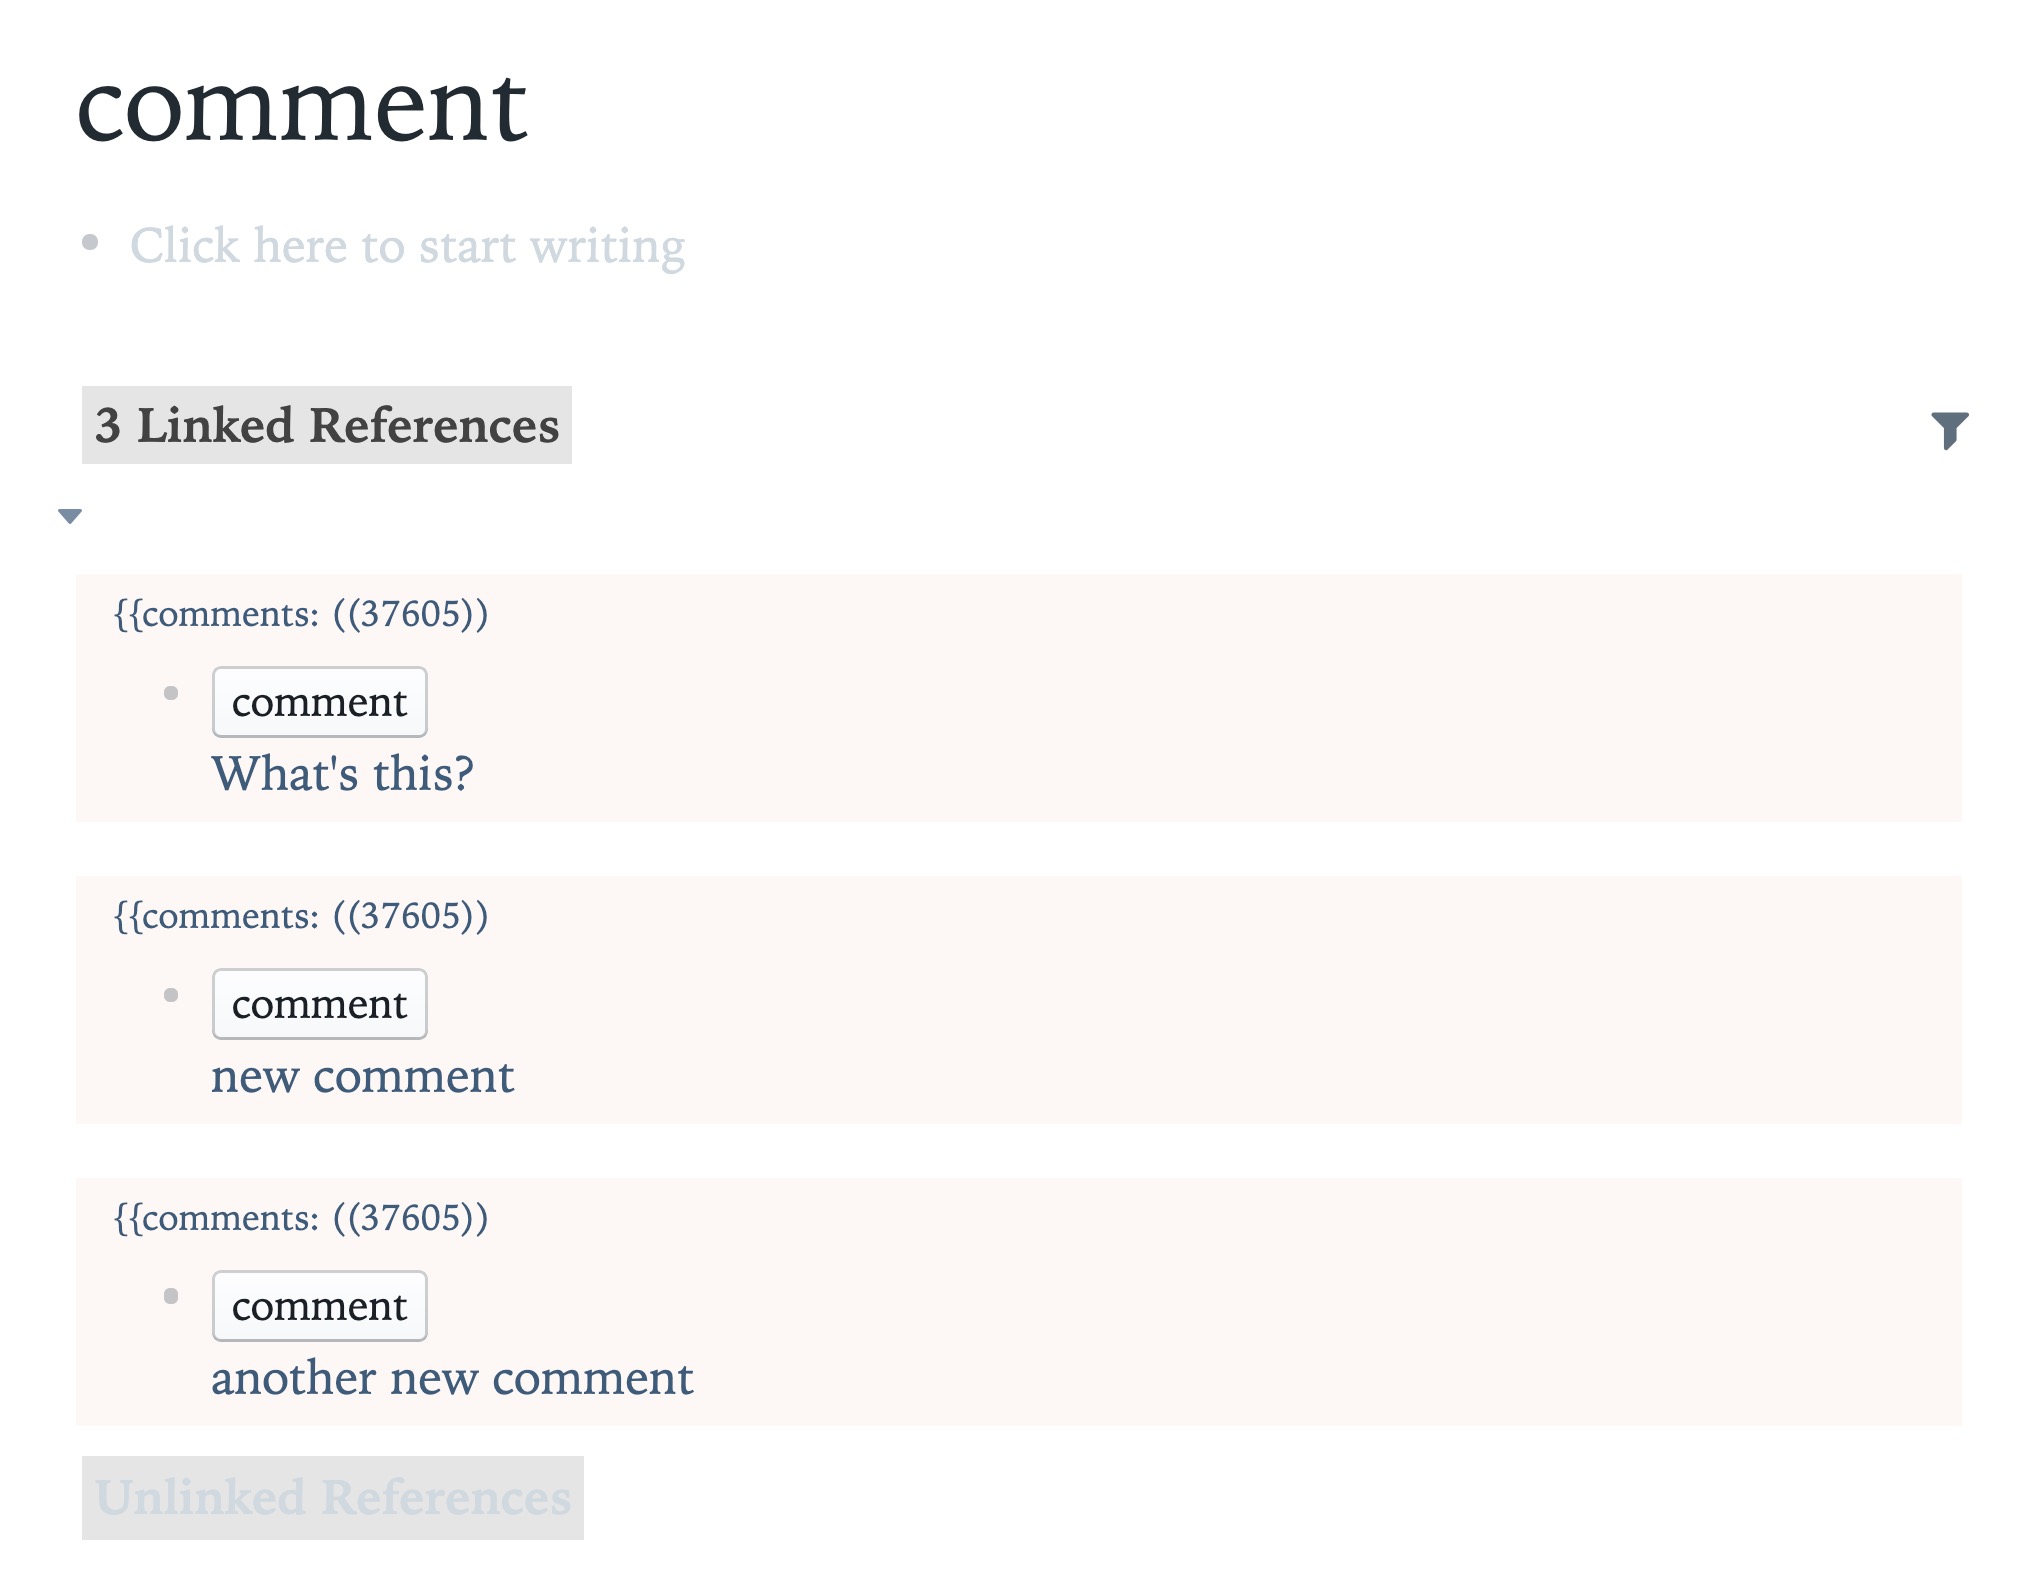 comment
Click here to start writing
3 Linked References
{{comments: ((37605))
comment
What's this?
{{comments: ((37605))
comment
new comment
{{comments: ((37605))
comment
another new comment
Unlinked References